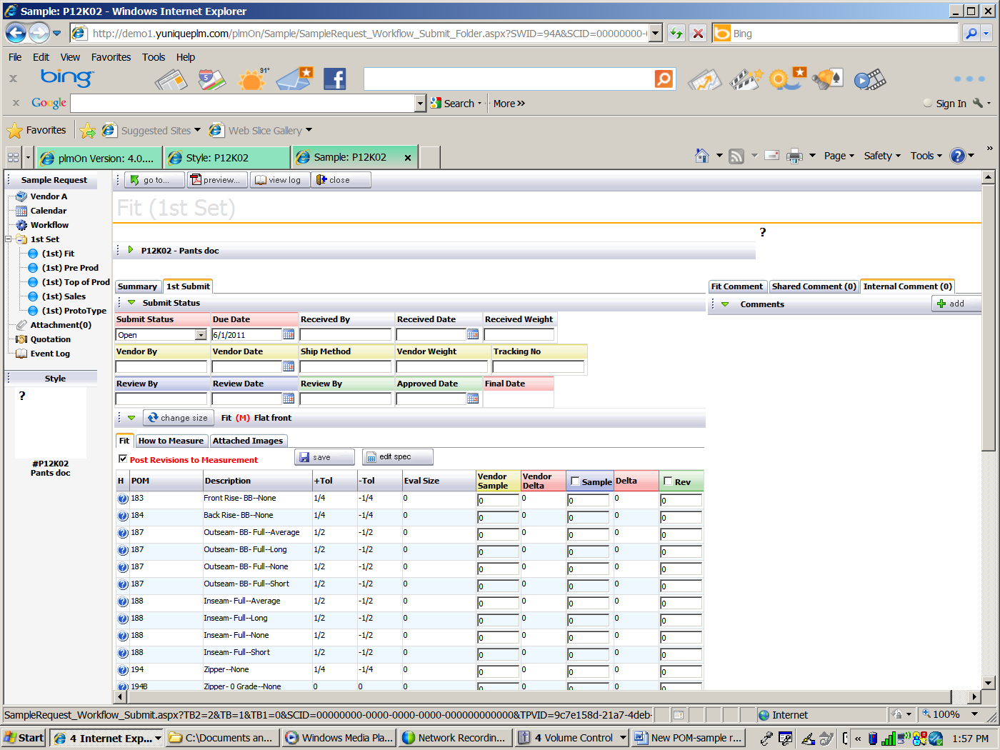 Sample: P12K02 - Windows Internet Explorer
http://demo1.yuniqueplm.com/plmOn/Sample/SampleRequest_Workflow_Submit_Folder.aspx?SWID=94A&SCID=00000000-
Bing
File Edit View Favorites Tools Help
bing 5 91°
Google Search More »
Sign In
Favorites Suggested Sites Web Slice Gallery
plmOn Version: 4.0.... Style: P12K02 Sample: P12K02 x
Page Safety Tools »
Sample Request
go to... preview... view log close
Vendor A
Calendar
Workflow
1st Set
(1st) Fit
(1st) Pre Prod
(1st) Top of Prod
(1st) Sales
(1st) ProtoType
Attachment(0)
Quotation
Event Log
Style
?
#P12K02
Pants doc
Fit (1st Set)
?
P12K02 - Pants doc
Summary 1st Submit
Submit Status
Submit Status Due Date Received By Received Date Received Weight
Open 6/1/2011
Vendor By Vendor Date Ship Method Vendor Weight Tracking No
Review By Review Date Review By Approved Date Final Date
change size Fit (M) Flat front
Fit How to Measure Attached Images
Post Revisions to Measurement save edit spec
H POM Description +Tol -Tol Eval Size Vendor Sample Vendor Delta Sample Delta Rev
183 Front Rise- BB--None 1/4 -1/4 0 0 0 0 0 0
184 Back Rise- BB--None 1/4 -1/4 0 0 0 0 0 0
187 Outseam- BB- Full--Average 1/2 -1/2 0 0 0 0 0 0
187 Outseam- BB- Full--Long 1/2 -1/2 0 0 0 0 0 0
187 Outseam- BB- Full--None 1/2 -1/2 0 0 0 0 0 0
187 Outseam- BB- Full--Short 1/2 -1/2 0 0 0 0 0 0
188 Inseam- Full--Average 1/2 -1/2 0 0 0 0 0 0
188 Inseam- Full--Long 1/2 -1/2 0 0 0 0 0 0
188 Inseam- Full--None 1/2 -1/2 0 0 0 0 0 0
188 Inseam- Full--Short 1/2 -1/2 0 0 0 0 0 0
194 Zipper--None 1/4 -1/4 0 0 0 0 0 0
194B Zipper- 0 Grade--None 0 0 0 0 0 0 0 0
Fit Comment Shared Comment (0) Internal Comment (0)
Comments add
SampleRequest_Workflow_Submit.aspx?TB2=2&TB=1&TB1=0&SCID=00000000-0000-0000-0000-000000000000&TPVID=9c7e158d-21a7-4deb-
Internet 100%
Start 4 Internet Exp... C:\Documents an... Windows Media Pla... Network Recordin... 4 Volume Control New POM-sample r... « 1:57 PM